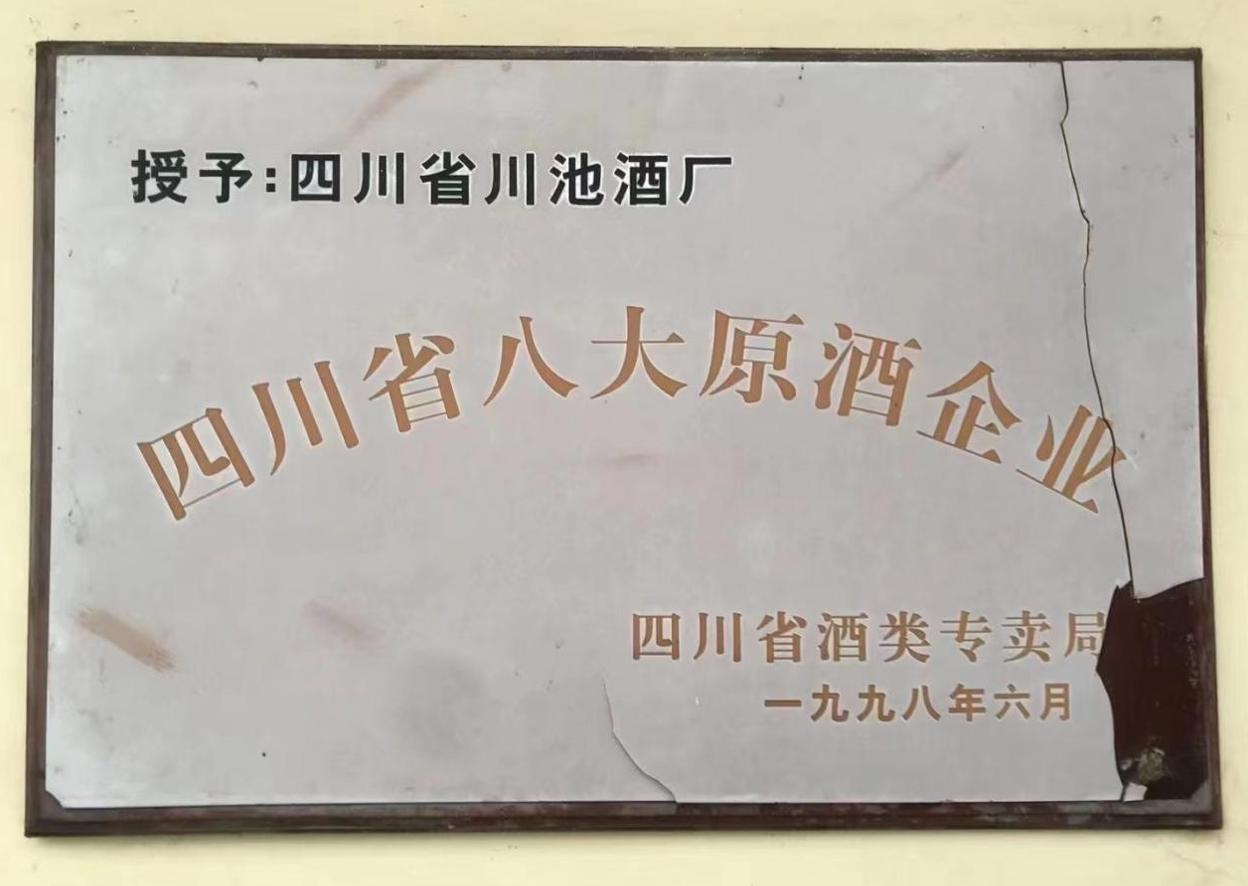 授予:四川省川池酒厂
四川省八大原酒企业
四川省酒类专卖局
一九九八年六月